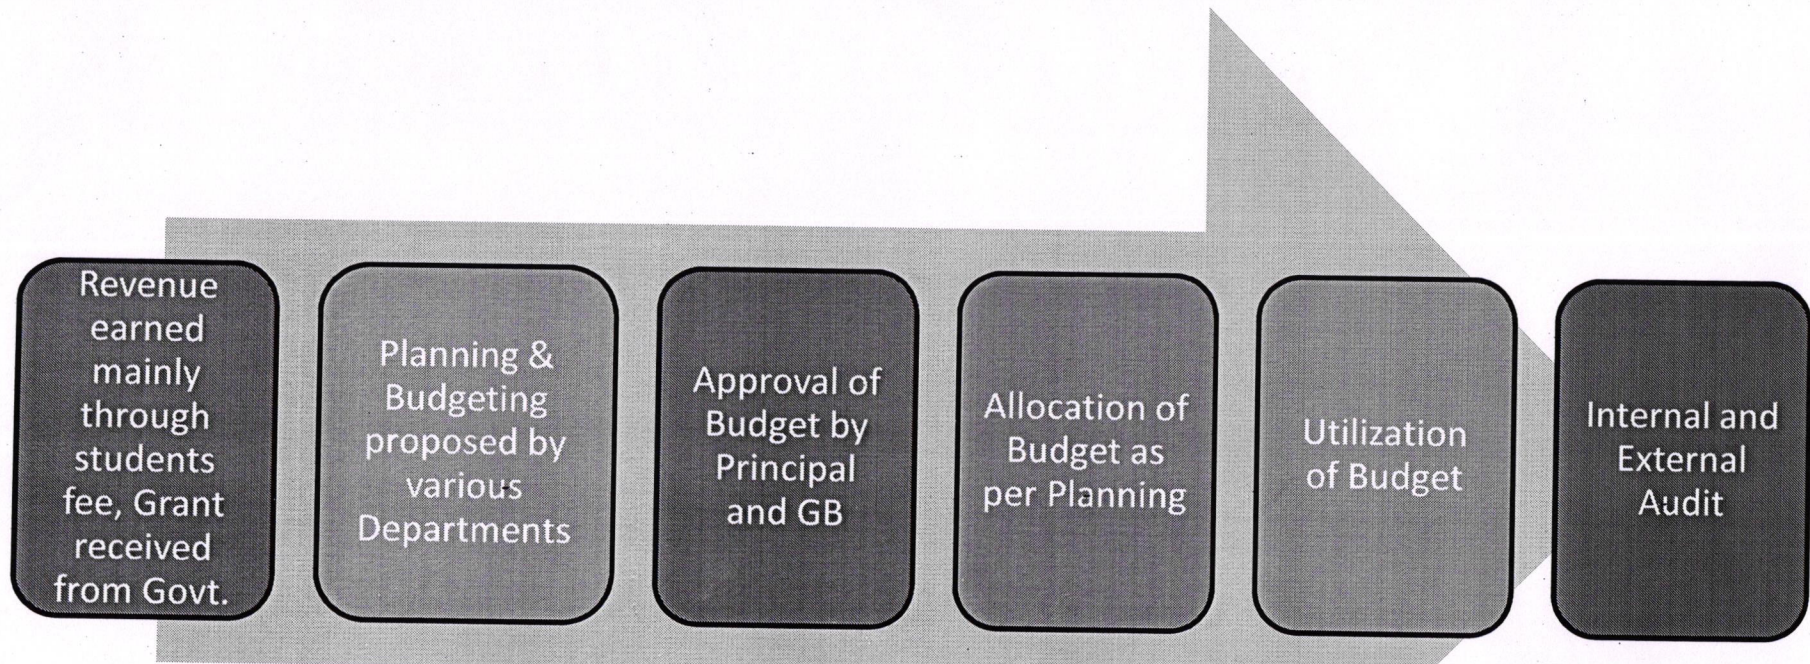 Revenue
earned
mainly
through
students
fee, Grant
received
from Govt.
Planning &
Budgeting
proposed by
various
Departments
Approval of
Budget by
Principal
and GB
Allocation of
Budget as
per Planning
Utilization
of Budget
Internal and
External
Audit